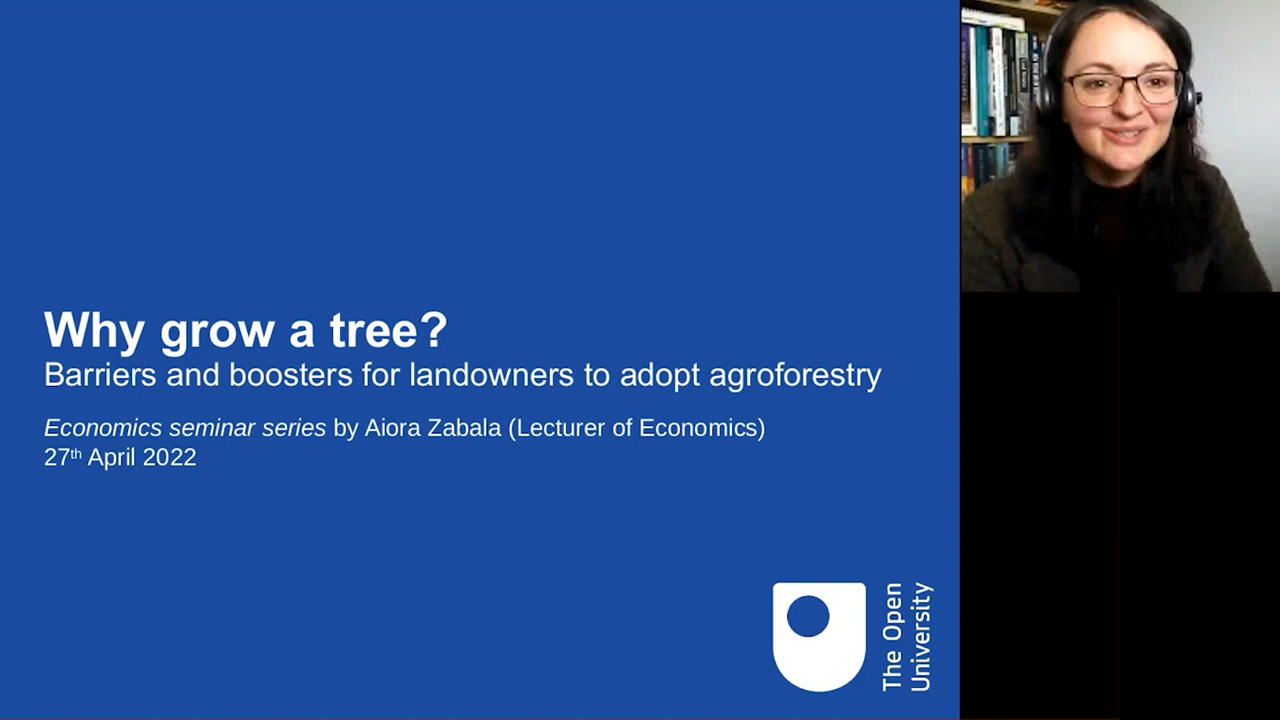 Why grow a tree?
Barriers and boosters for landowners to adopt agroforestry
Economics seminar series by Aiora Zabala (Lecturer of Economics)
27th April 2022
The Open
University